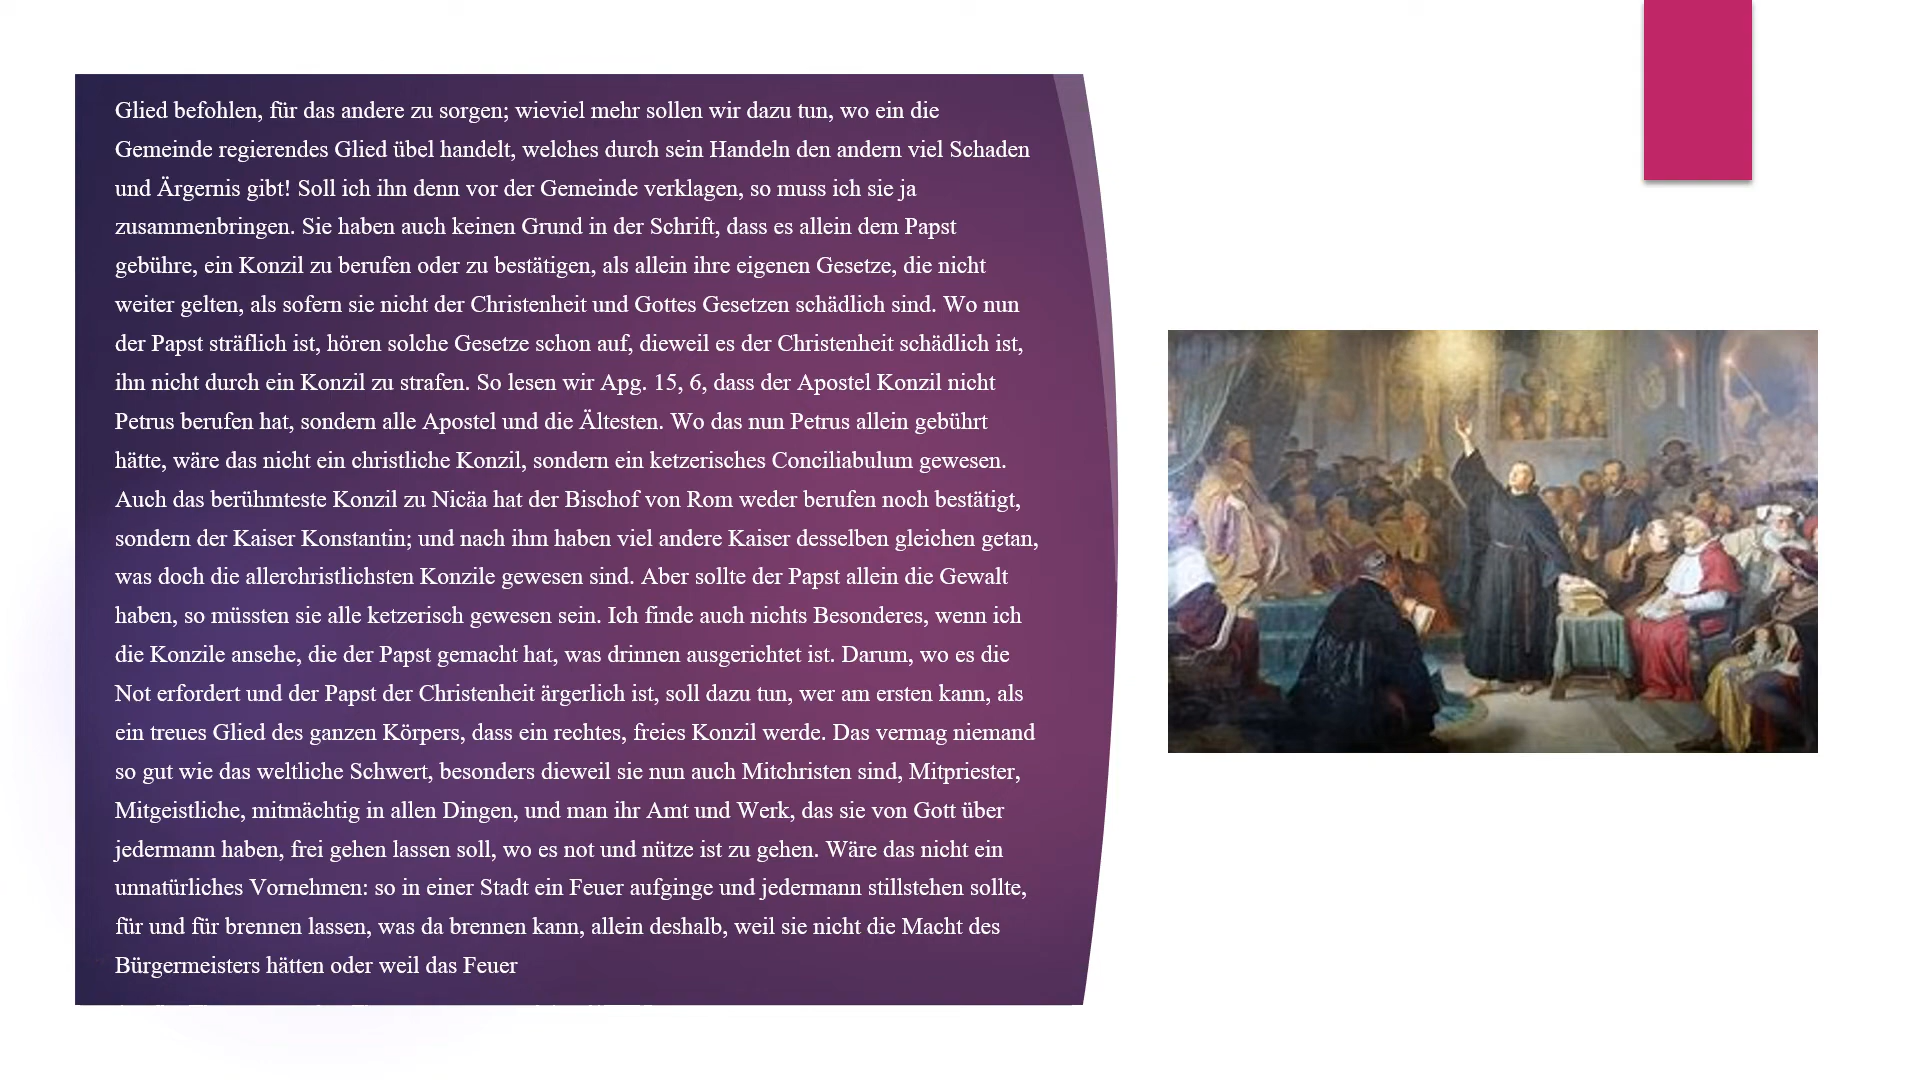 Glied befohlen, für das andere zu sorgen; wieviel mehr sollen wir dazu tun, wo ein die
Gemeinde regierendes Glied übel handelt, welches durch sein Handeln den andern viel Schaden
und Ärgernis gibt! Soll ich ihn denn vor der Gemeinde verklagen, so muss ich sie ja
zusammenbringen. Sie haben auch keinen Grund in der Schrift, dass es allein dem Papst
gebühre, ein Konzil zu berufen oder zu bestätigen, als allein ihre eigenen Gesetze, die nicht
weiter gelten, als sofern sie nicht der Christenheit und Gottes Gesetzen schädlich sind. Wo nun
der Papst sträflich ist, hören solche Gesetze schon auf, dieweil es der Christenheit schädlich ist,
ihn nicht durch ein Konzil zu strafen. So lesen wir Apg. 15, 6, dass der Apostel Konzil nicht
Petrus berufen hat, sondern alle Apostel und die Ältesten. Wo das nun Petrus allein gebührt
hätte, wäre das nicht ein christliche Konzil, sondern ein ketzerisches Conciliabulum gewesen.
Auch das berühmteste Konzil zu Nicäa hat der Bischof von Rom weder berufen noch bestätigt,
sondern der Kaiser Konstantin; und nach ihm haben viel andere Kaiser desselben gleichen getan,
was doch die allerchristlichsten Konzile gewesen sind. Aber sollte der Papst allein die Gewalt
haben, so müssten sie alle ketzerisch gewesen sein. Ich finde auch nichts Besonderes, wenn ich
die Konzile ansehe, die der Papst gemacht hat, was drinnen ausgerichtet ist. Darum, wo es die
Not erfordert und der Papst der Christenheit ärgerlich ist, soll dazu tun, wer am ersten kann, als
ein treues Glied des ganzen Körpers, dass ein rechtes, freies Konzil werde. Das vermag niemand
so gut wie das weltliche Schwert, besonders dieweil sie nun auch Mitchristen sind, Mitpriester,
Mitgeistliche, mitmächtig in allen Dingen, und man ihr Amt und Werk, das sie von Gott über
jedermann haben, frei gehen lassen soll, wo es not und nütze ist zu gehen. Wäre das nicht ein
unnatürliches Vornehmen: so in einer Stadt ein Feuer aufginge und jedermann stillstehen sollte,
für und für brennen lassen, was da brennen kann, allein deshalb, weil sie nicht die Macht des
Bürgermeisters hätten oder weil das Feuer